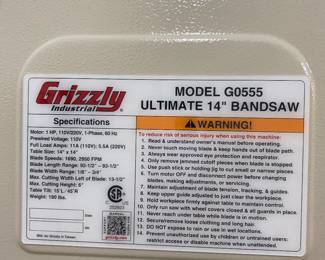 Grizzly
Industrial®
MODEL G0555
ULTIMATE 14" BANDSAW
Specifications
Motor: 1 HP, 110V/220V, 1-Phase, 60 Hz
Prewired Voltage: 110V
Full Load Amps: 11A (110V); 5.5A (220V)
Table Size: 14" x 14"
Blade Speeds: 1890, 2950 FPM
Blade Length Range: 92-1/2" – 93-1/2"
Blade Width Range: 1/8" – 3/4"
Max. Cutting Width Left of Blade: 13-1/2"
Max. Cutting Height: 6"
Table Tilt: 15°L / 45°R
Weight: 190 lbs.
Date
S/N
Mfd. for Grizzly in Taiwan
grizzly.com
WARNING!
To reduce risk of serious injury when using this machine:
1. Read & understand owner's manual before operating.
2. Never touch moving blade & keep hands out of blade path.
3. Always wear approved eye protection and respirator.
4. Only remove jammed cutoff pieces when blade is stopped.
5. Use push sticks or holding jig to cut small or narrow pieces.
6. Turn motor OFF and disconnect power before changing
blades, making adjustments, or servicing.
7. Maintain adjustment of blade tension, tracking, & guides.
8. Keep upper guide adjusted to just clear the workpiece.
9. Hold workpiece firmly against table to maintain control.
10. Only run saw with wheel covers closed & all guards in place.
11. Never reach under table while blade is in motion.
12. Secure/remove loose clothing and long hair.
13. DO NOT expose to rain or use in wet locations.
14. Prevent unauthorized use by children or untrained users;
restrict access or disable machine when unattended.